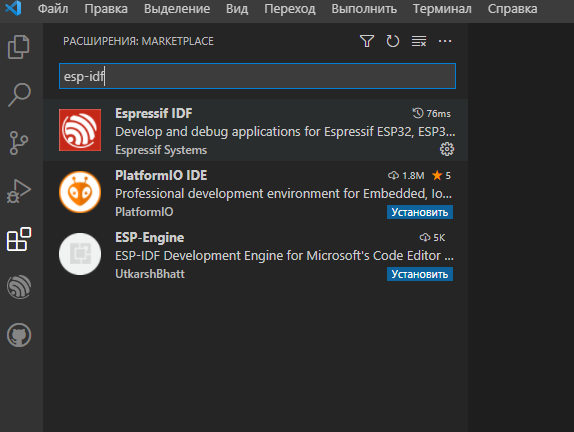 Файл Правка Выделение Вид Переход Выполнить Терминал Справка
РАСШИРЕНИЯ: MARKETPLACE
esp-idf
Espressif IDF 76ms
Develop and debug applications for Espressif ESP32, ESP3...
Espressif Systems
PlatformIO IDE 1.8M 5
Professional development environment for Embedded, Io...
PlatformIO Установить
ESP-Engine 5K
ESP-IDF Development Engine for Microsoft's Code Editor ...
UtkarshBhatt Установить